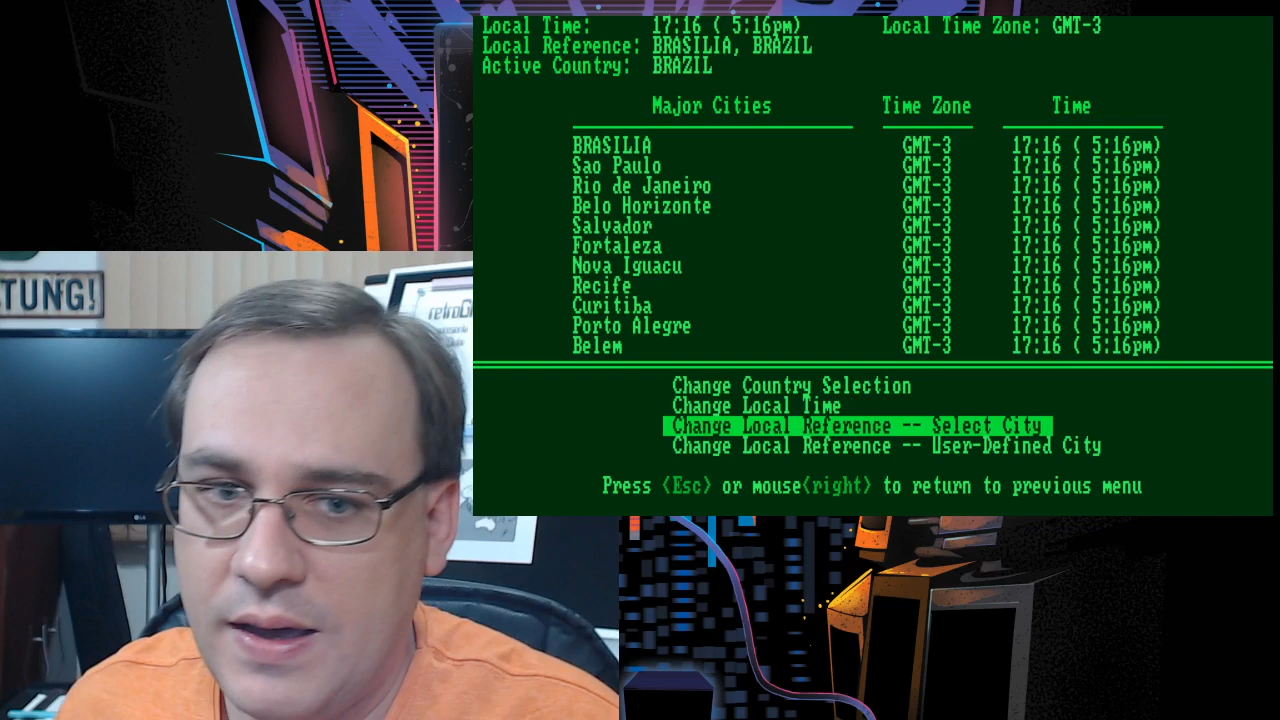 Local Time: 17:16 ( 5:16pm) Local Time Zone: GMT-3
Local Reference: BRASILIA, BRAZIL
Active Country: BRAZIL
Major Cities Time Zone Time
BRASILIA GMT-3 17:16 ( 5:16pm)
Sao Paulo GMT-3 17:16 ( 5:16pm)
Rio de Janeiro GMT-3 17:16 ( 5:16pm)
Belo Horizonte GMT-3 17:16 ( 5:16pm)
Salvador GMT-3 17:16 ( 5:16pm)
Fortaleza GMT-3 17:16 ( 5:16pm)
Nova Iguacu GMT-3 17:16 ( 5:16pm)
Recife GMT-3 17:16 ( 5:16pm)
Curitiba GMT-3 17:16 ( 5:16pm)
Porto Alegre GMT-3 17:16 ( 5:16pm)
Belem GMT-3 17:16 ( 5:16pm)
Change Country Selection
Change Local Time
Change Local Reference -- Select City
Change Local Reference -- User-Defined City
Press <Esc> or mouse<right> to return to previous menu
TUNG!
retroG
LG